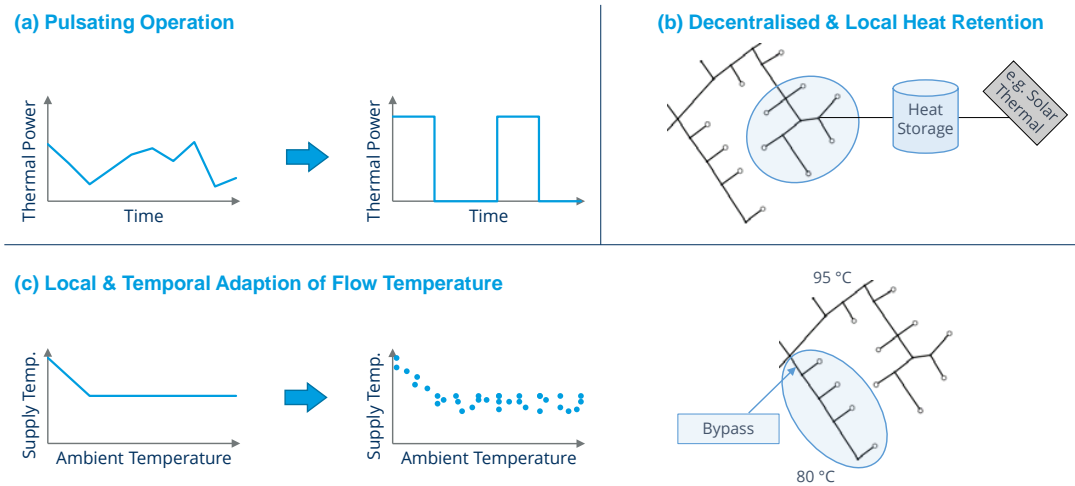 (a) Pulsating Operation
Thermal Power
Time
Thermal Power
Time
(b) Decentralised & Local Heat Retention
Heat
Storage
e.g. Solar
Thermal
(c) Local & Temporal Adaption of Flow Temperature
Supply Temp.
Ambient Temperature
Supply Temp.
Ambient Temperature
95 °C
Bypass
80 °C